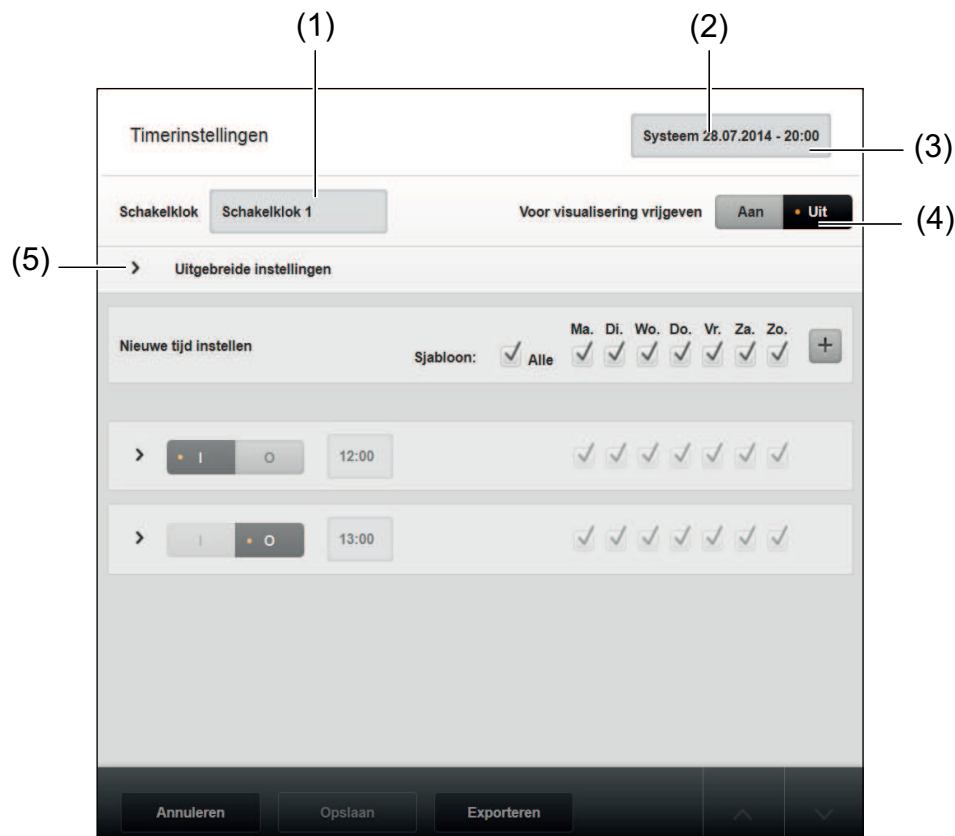 (1)
(2)
Timerinstellingen
Systeem 28.07.2014 - 20:00
(3)
Schakelklok
Schakelklok 1
Voor visualisering vrijgeven
Aan
Uit
(4)
(5)
Uitgebreide instellingen
Nieuwe tijd instellen
Sjabloon:
Alle
Ma. Di. Wo. Do. Vr. Za. Zo.
+
I
O
12:00
I
O
13:00
Annuleren
Opslaan
Exporteren